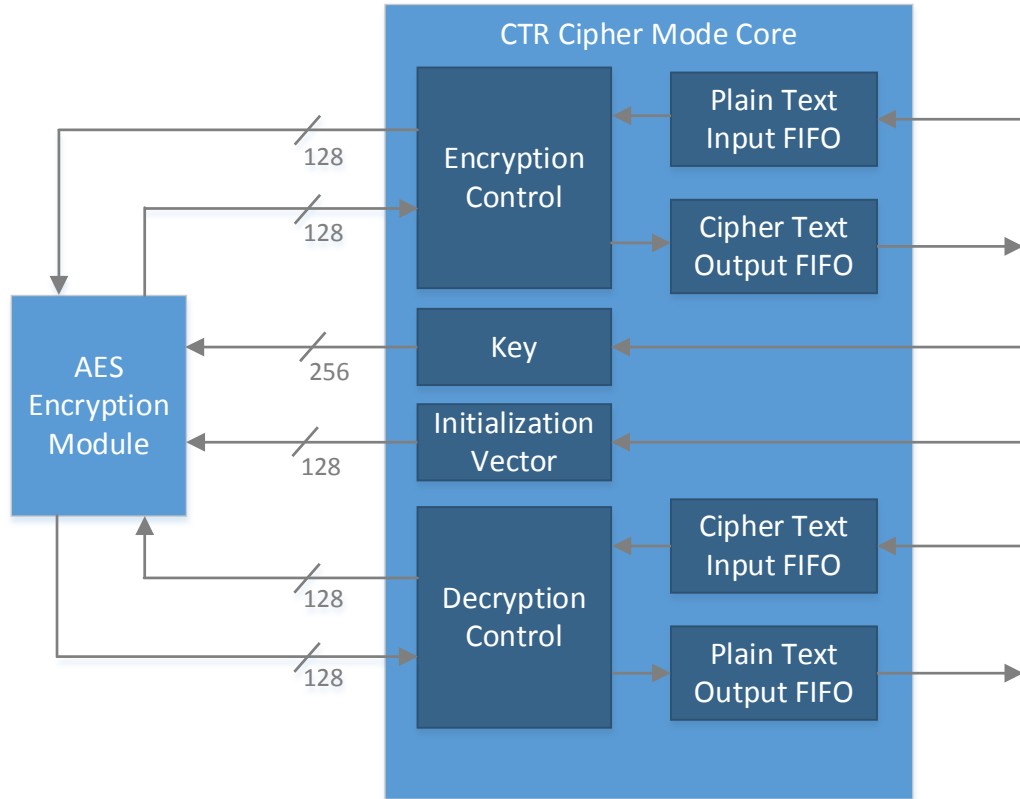 CTR Cipher Mode Core
Plain Text
Input FIFO
128
Encryption
Control
128
Cipher Text
Output FIFO
AES
Encryption
Module
Key
256
Initialization
Vector
128
Cipher Text
Input FIFO
128
Decryption
Control
128
Plain Text
Output FIFO